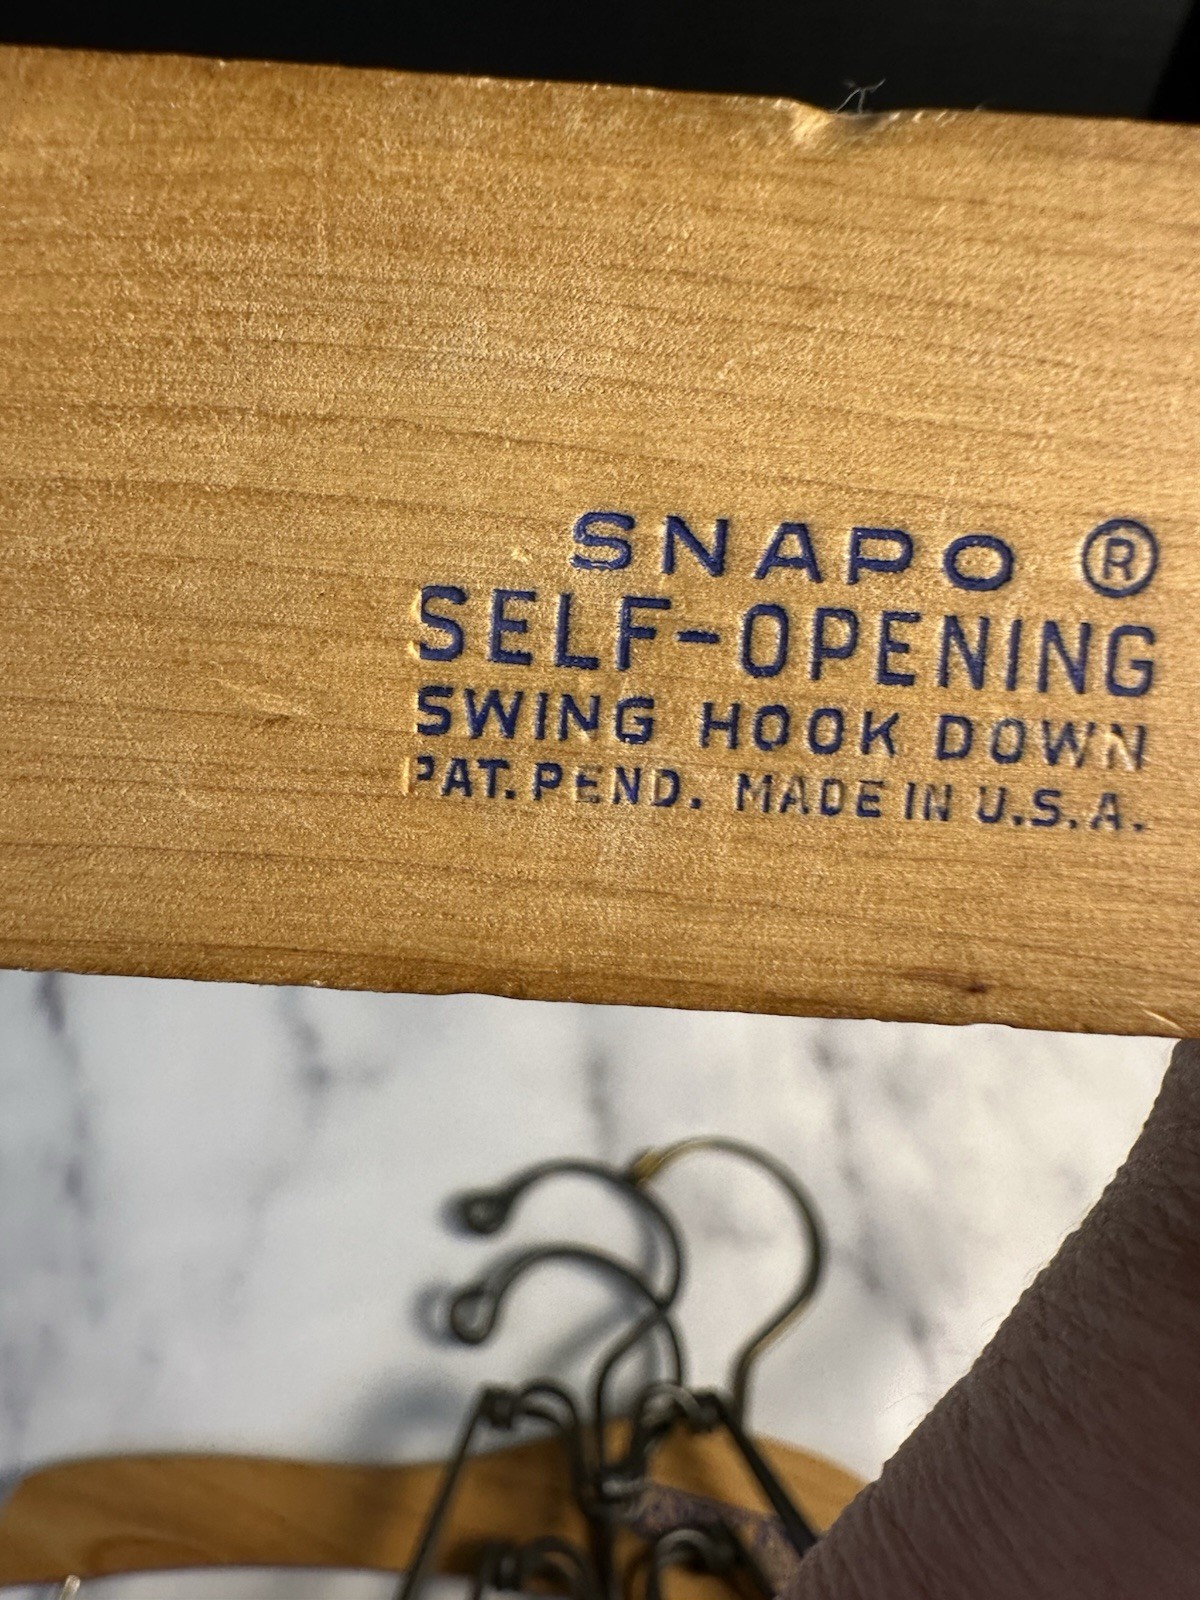 SNAPO ®
SELF-OPENING
SWING HOOK DOWN
PAT. PEND. MADE IN U.S.A.